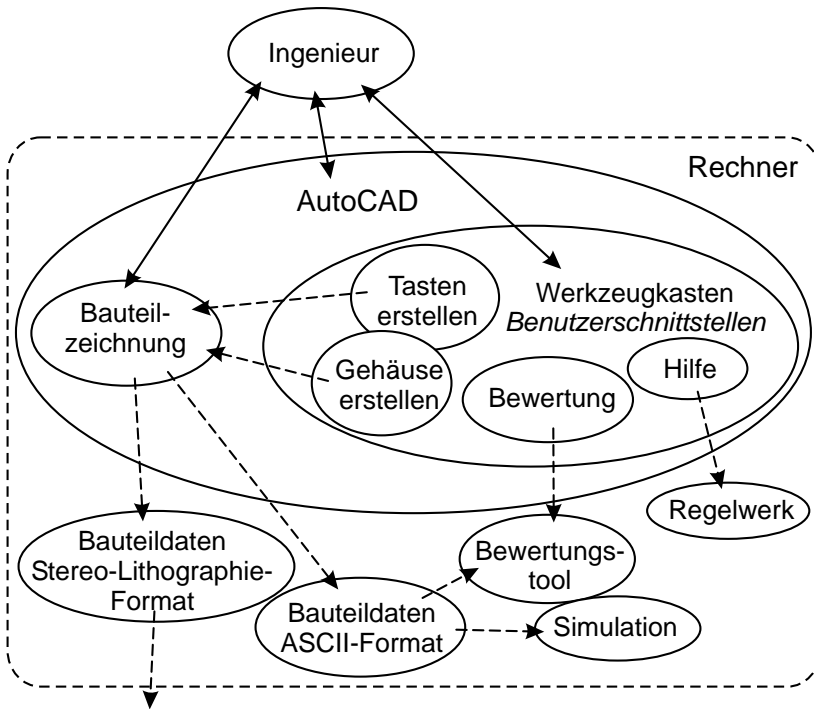 Ingenieur
Rechner
AutoCAD
Tasten
erstellen
Werkzeugkasten
Benutzerschnittstellen
Bauteil-
zeichnung
Gehäuse
erstellen
Bewertung
Hilfe
Regelwerk
Bauteildaten
Stereo-Lithographie-
Format
Bewertungs-
tool
Bauteildaten
ASCII-Format
Simulation